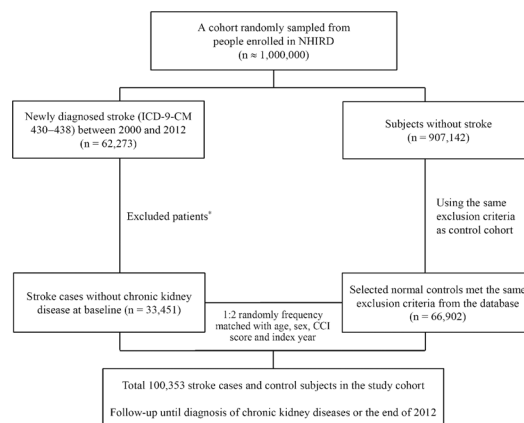 A cohort randomly sampled from
people enrolled in NHIRD
(n ≈ 1,000,000)
Newly diagnosed stroke (ICD-9-CM
430–438) between 2000 and 2012
(n = 62,273)
Subjects without stroke
(n = 907,142)
Excluded patients*
Using the same
exclusion criteria
as control cohort
Stroke cases without chronic kidney
disease at baseline (n = 33,451)
Selected normal controls met the same
exclusion criteria from the database
(n = 66,902)
1:2 randomly frequency
matched with age, sex, CCI
score and index year
Total 100,353 stroke cases and control subjects in the study cohort
Follow-up until diagnosis of chronic kidney diseases or the end of 2012